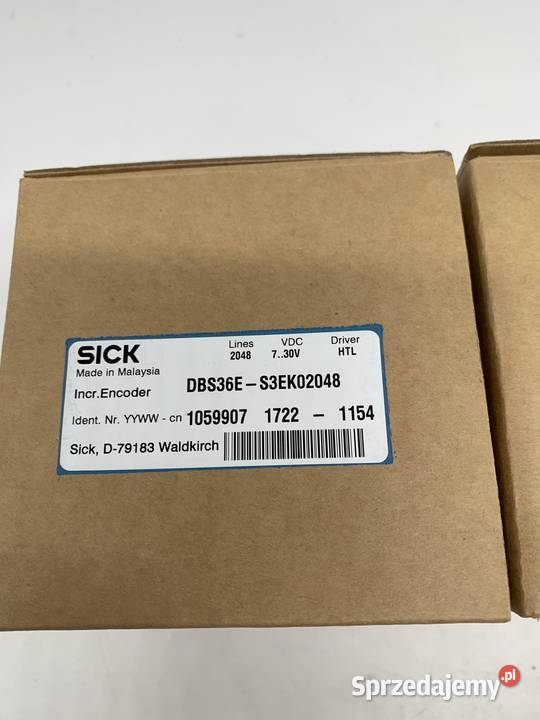 SICK
Made in Malaysia
Lines VDC Driver
2048 7..30V HTL
Incr.Encoder DBS36E-S3EK02048
Ident. Nr. YYWW - cn 1059907 1722 - 1154
Sick, D-79183 Waldkirch
Sprzedajemy.pl